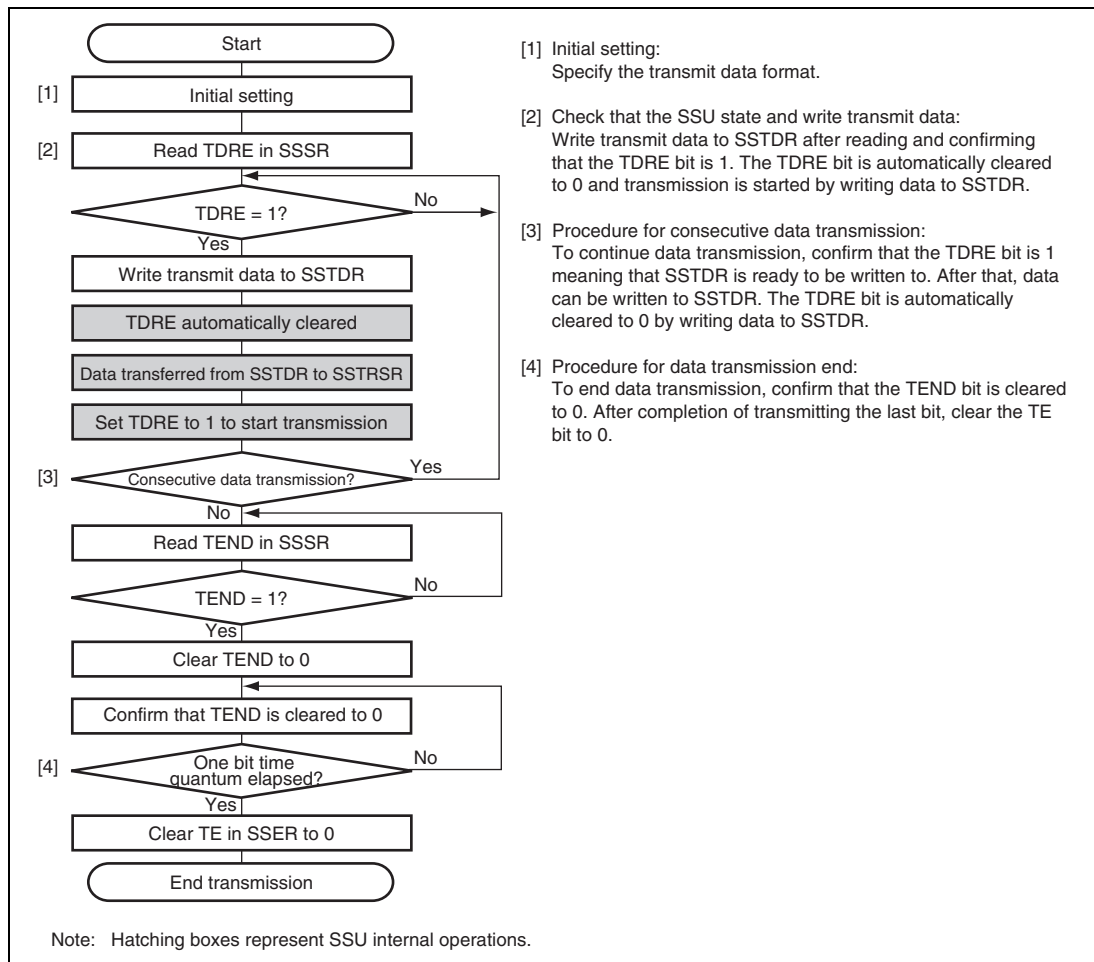 Start
[1] Initial setting
[2] Read TDRE in SSSR
TDRE = 1?
No
Yes
Write transmit data to SSTDR
TDRE automatically cleared
Data transferred from SSTDR to SSTRSR
Set TDRE to 1 to start transmission
[3] Consecutive data transmission?
Yes
No
Read TEND in SSSR
TEND = 1?
No
Yes
Clear TEND to 0
Confirm that TEND is cleared to 0
[4] One bit time
quantum elapsed?
No
Yes
Clear TE in SSER to 0
End transmission
[1] Initial setting:
Specify the transmit data format.
[2] Check that the SSU state and write transmit data:
Write transmit data to SSTDR after reading and confirming
that the TDRE bit is 1. The TDRE bit is automatically cleared
to 0 and transmission is started by writing data to SSTDR.
[3] Procedure for consecutive data transmission:
To continue data transmission, confirm that the TDRE bit is 1
meaning that SSTDR is ready to be written to. After that, data
can be written to SSTDR. The TDRE bit is automatically
cleared to 0 by writing data to SSTDR.
[4] Procedure for data transmission end:
To end data transmission, confirm that the TEND bit is cleared
to 0. After completion of transmitting the last bit, clear the TE
bit to 0.
Note: Hatching boxes represent SSU internal operations.